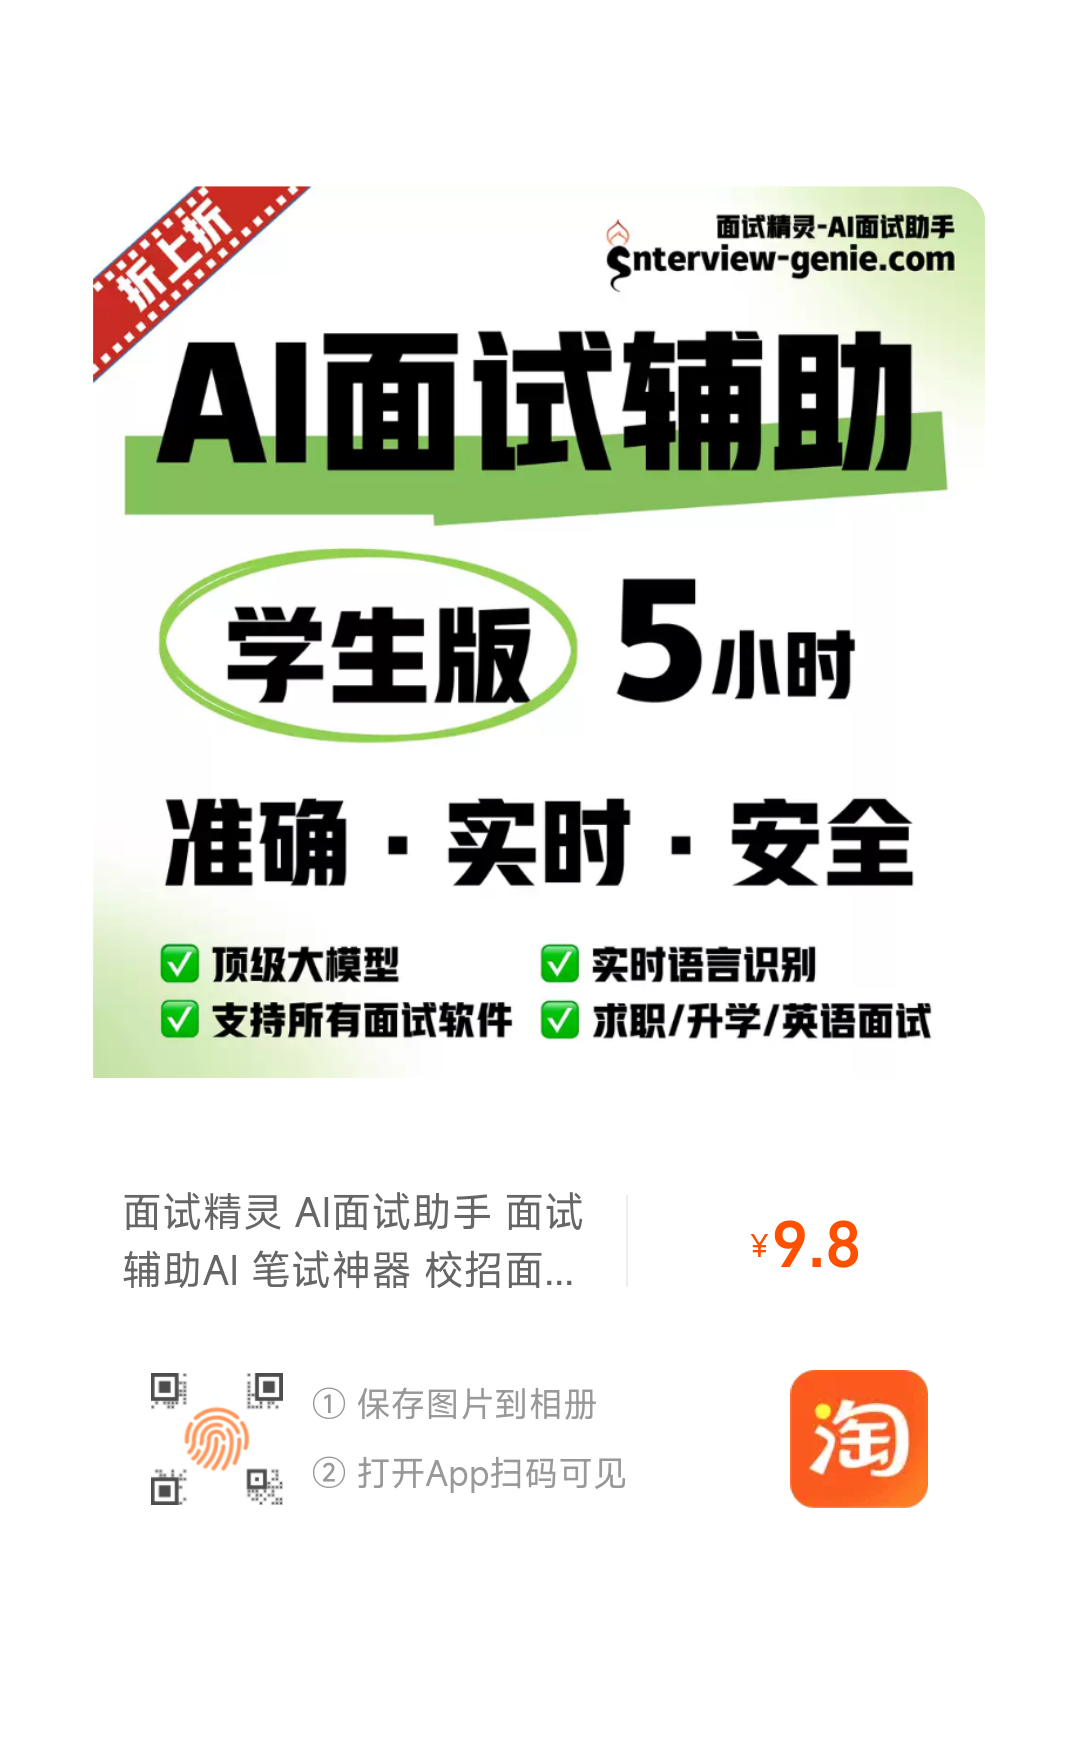 折上折
面试精灵-AI面试助手
interview-genie.com
AI面试辅助
学生版 5小时
准确·实时·安全
✅ 顶级大模型 ✅ 实时语言识别
✅ 支持所有面试软件 ✅ 求职/升学/英语面试
面试精灵 AI面试助手 面试
辅助AI 笔试神器 校招面...
¥9.8
① 保存图片到相册
② 打开App扫码可见
淘